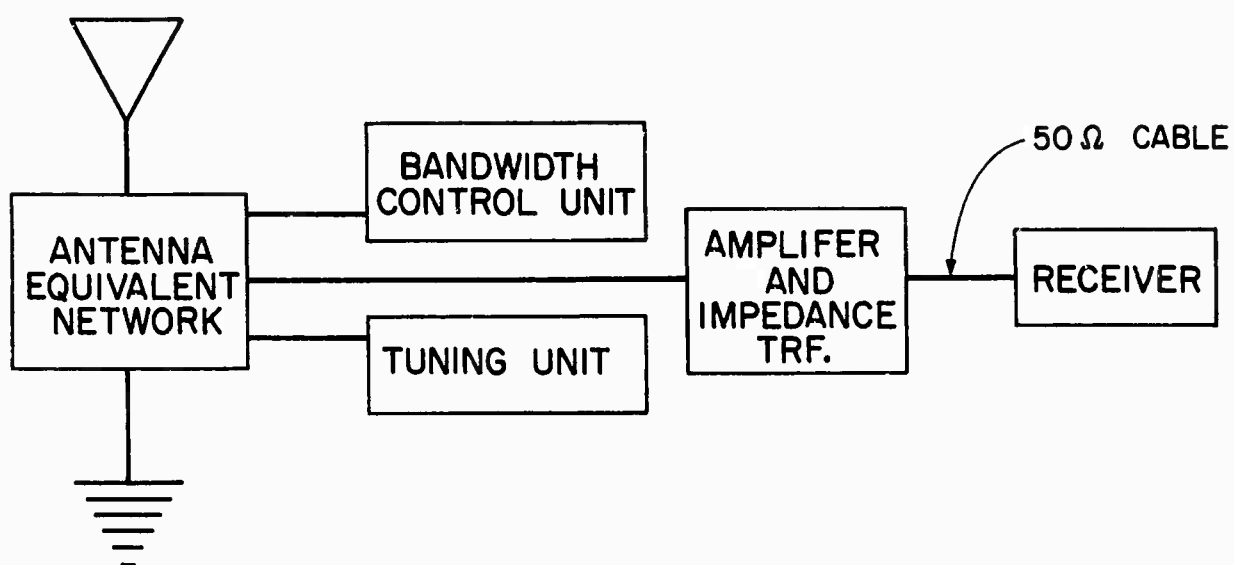 ANTENNA
EQUIVALENT
NETWORK
BANDWIDTH
CONTROL UNIT
TUNING UNIT
AMPLIFER
AND
IMPEDANCE
TRF.
50 Ω CABLE
RECEIVER